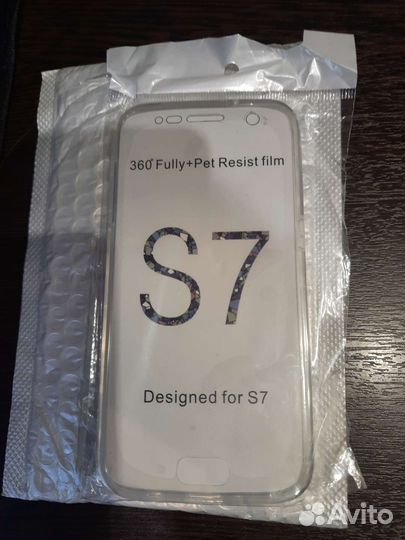 360° Fully+Pet Resist film
S7
Designed for S7
Avito